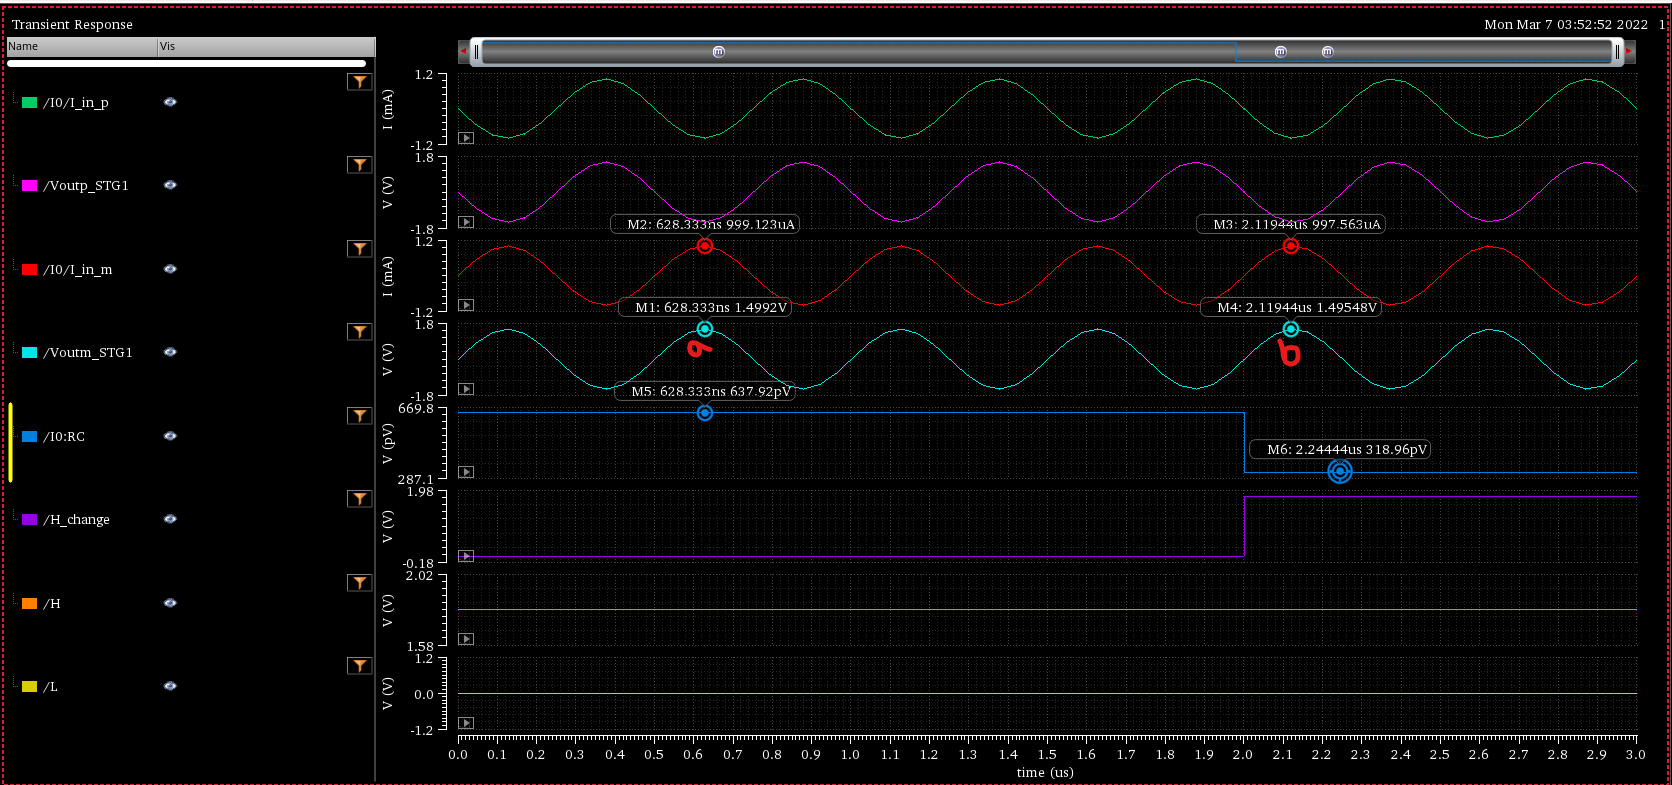 Transient Response
Mon Mar 7 03:52:52 2022 1
Name Vis
/I0/I_in_p
I (mA)
1.2
-1.2
/Voutp_STG1
V (V)
1.8
-1.8
M2: 628.333ns 999.123uA
M3: 2.11944us 997.563uA
/I0/I_in_m
I (mA)
1.2
-1.2
M1: 628.333ns 1.4992V
M4: 2.11944us 1.49548V
/Voutm_STG1
V (V)
1.8
-1.8
a
b
M5: 628.333ns 637.92pV
/I0:RC
V (pV)
669.8
287.1
M6: 2.24444us 318.96pV
/H_change
V (V)
1.98
-0.18
/H
V (V)
2.02
1.58
/L
V (V)
1.2
0.0
-1.2
0.0 0.1 0.2 0.3 0.4 0.5 0.6 0.7 0.8 0.9 1.0 1.1 1.2 1.3 1.4 1.5 1.6 1.7 1.8 1.9 2.0 2.1 2.2 2.3 2.4 2.5 2.6 2.7 2.8 2.9 3.0
time (us)